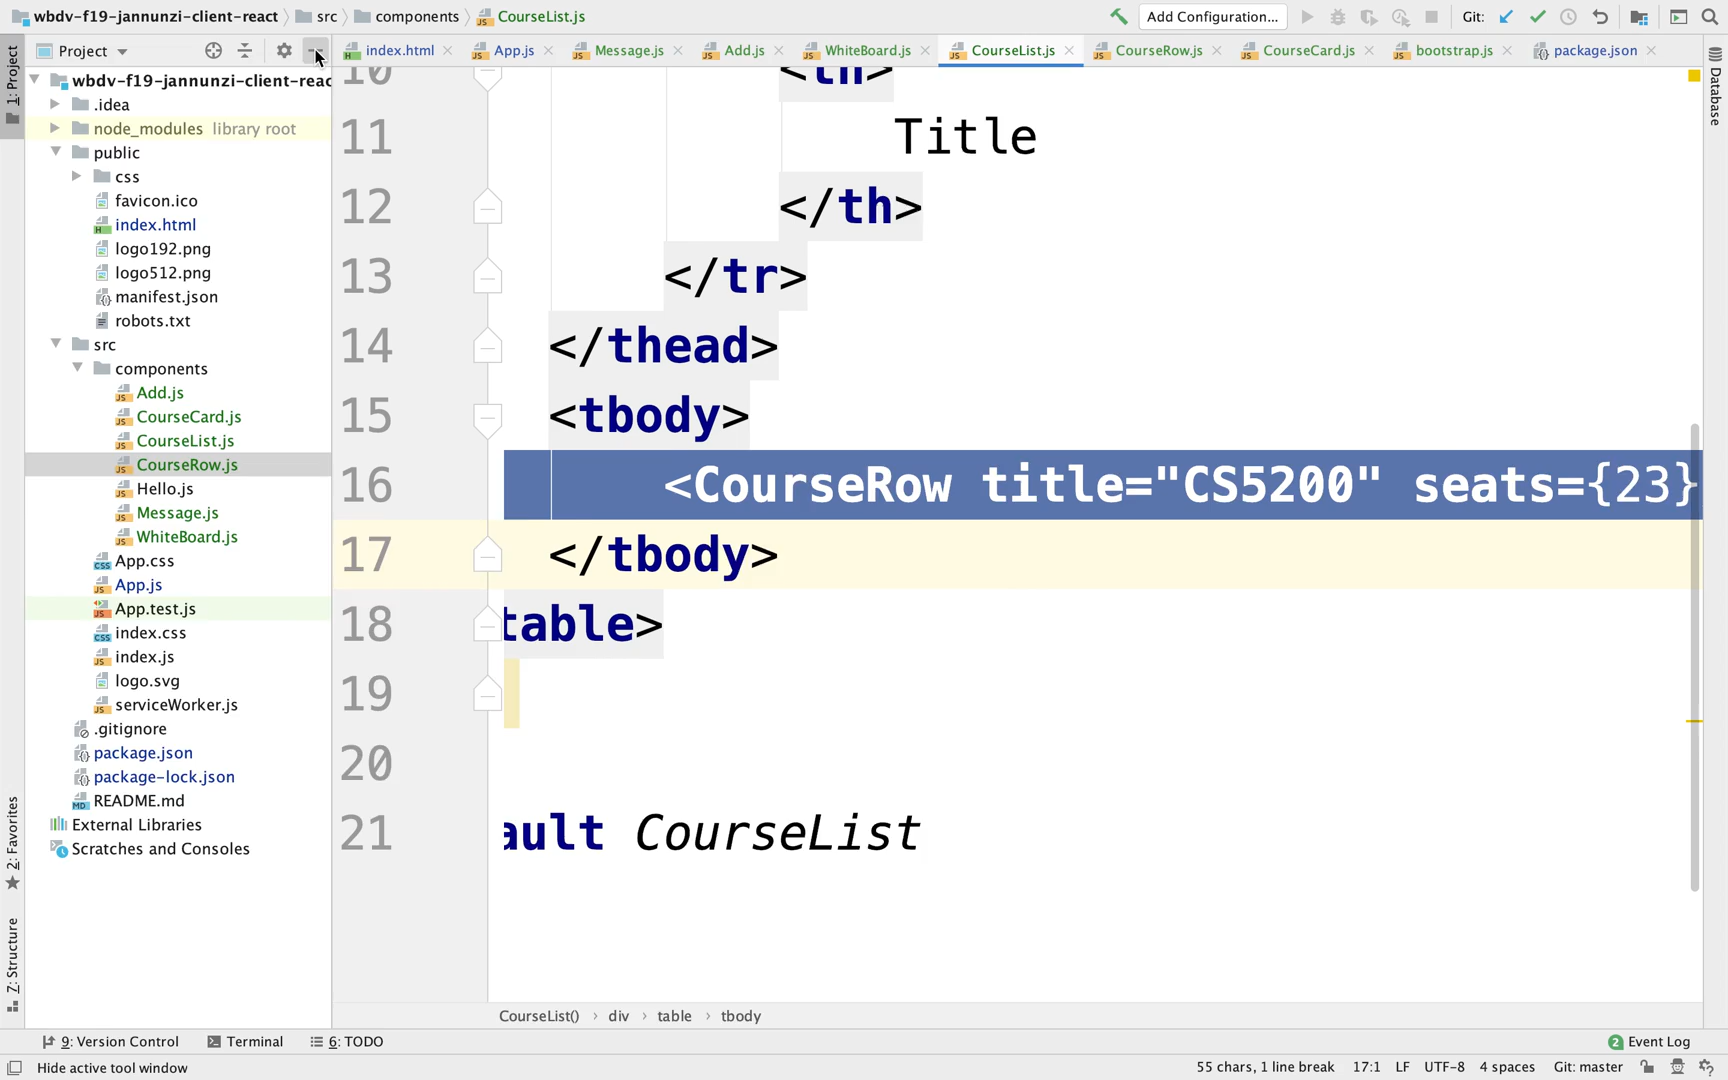 wbdv-f19-jannunzi-client-react src components CourseList.js Add Configuration... Git:
Project index.html App.js Message.js Add.js WhiteBoard.js CourseList.js CourseRow.js CourseCard.js bootstrap.js package.json
1: Project
Database
wbdv-f19-jannunzi-client-reac
.idea
node_modules library root
public
css
favicon.ico
index.html
logo192.png
logo512.png
manifest.json
robots.txt
src
components
Add.js
CourseCard.js
CourseList.js
CourseRow.js
Hello.js
Message.js
WhiteBoard.js
App.css
App.js
App.test.js
index.css
index.js
logo.svg
serviceWorker.js
.gitignore
package.json
package-lock.json
README.md
External Libraries
Scratches and Consoles
2: Favorites
Z: Structure
10 <th>
11 Title
12 </th>
13 </tr>
14 </thead>
15 <tbody>
16 <CourseRow title="CS5200" seats={23}
17 </tbody>
18 table>
19
20
21 ault CourseList
CourseList() › div › table › tbody
9: Version Control Terminal 6: TODO 2 Event Log
Hide active tool window 55 chars, 1 line break 17:1 LF UTF-8 4 spaces Git: master